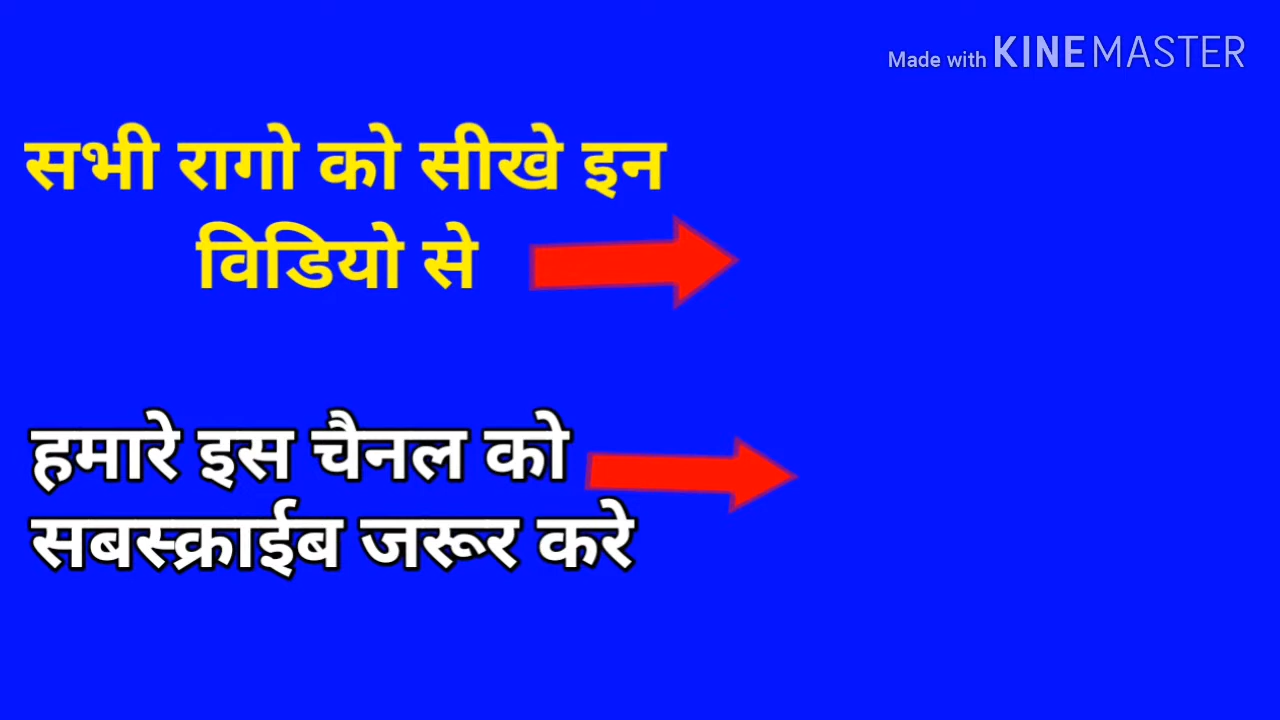 Made with KINEMASTER
सभी रागो को सीखे इन
विडियो से
हमारे इस चैनल को
सबस्क्राईब जरूर करे